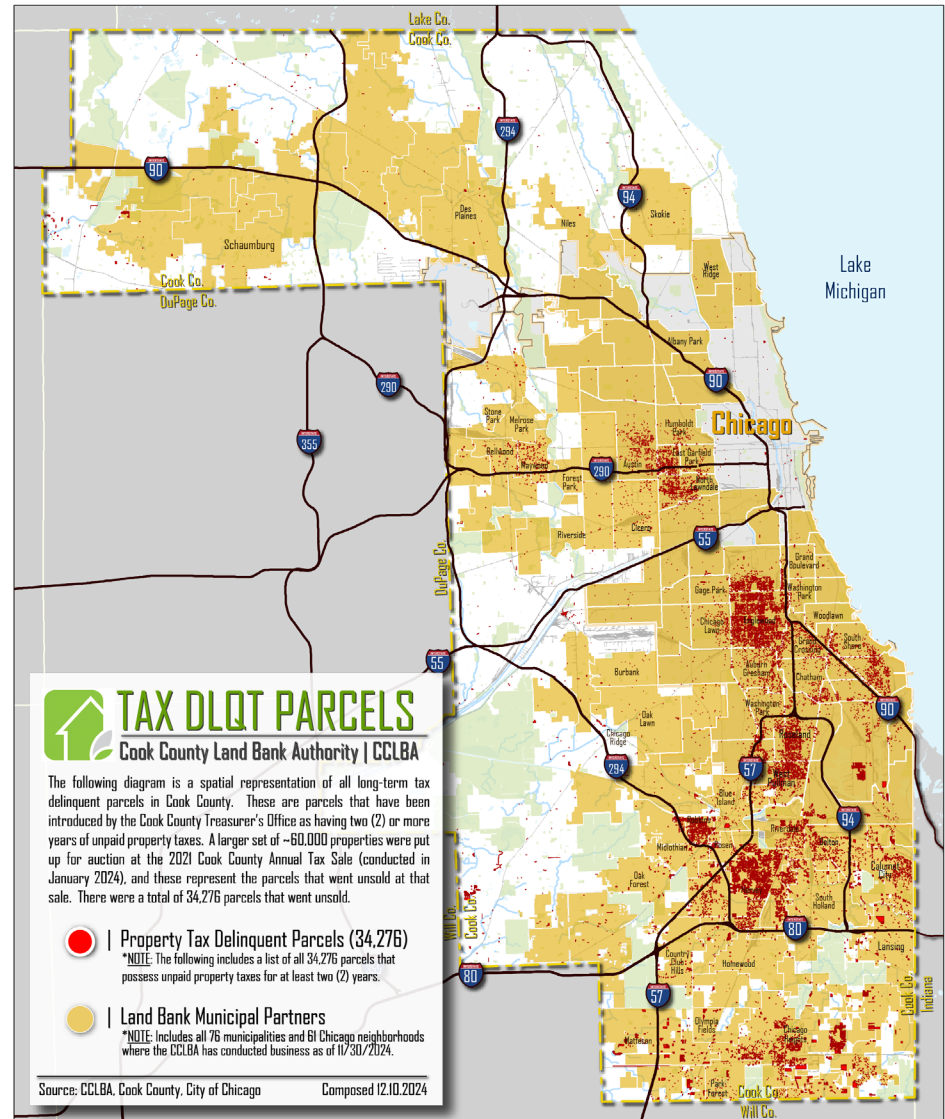 Lake Co.
Cook Co.
294
90
94
Des
Plaines
Niles
Skokie
Schaumburg
West
Ridge
Lake
Michigan
Cook Co.
DuPage Co.
Albany Park
290
90
Stone
Park
Melrose
Park
Humboldt
Park
Chicago
355
Bellwood
Maywood
290
Austin
East Garfield
Park
Forest
Park
North
Lawndale
Cicero
Riverside
55
DuPage Co.
Grand
Boulevard
Gage Park
Washington
Park
Chicago
Lawn
Woodlawn
South
Shore
Grand
Crossing
55
Burbank
Auburn
Gresham
Chatham
Washington
Park
90
Oak
Lawn
Chicago
Ridge
Roseland
294
57
West
Pullman
Blue
Island
94
Riverdale
Dolton
Midlothian
Calumet
City
Oak
Forest
South
Holland
80
Will Co.
Cook Co.
Lansing
Country
Club
Hills
Homewood
80
57
Cook Co.
Indiana
Olympia
Fields
Chicago
Heights
Matteson
Park
Forest
Cook Co.
Will Co.
TAX DLQT PARCELS
Cook County Land Bank Authority | CCLBA
The following diagram is a spatial representation of all long-term tax
delinquent parcels in Cook County. These are parcels that have been
introduced by the Cook County Treasurer's Office as having two (2) or more
years of unpaid property taxes. A larger set of ~60,000 properties were put
up for auction at the 2021 Cook County Annual Tax Sale (conducted in
January 2024), and these represent the parcels that went unsold at that
sale. There were a total of 34,276 parcels that went unsold.
| Property Tax Delinquent Parcels (34,276)
*NOTE: The following includes a list of all 34,276 parcels that
possess unpaid property taxes for at least two (2) years.
| Land Bank Municipal Partners
*NOTE: Includes all 76 municipalities and 61 Chicago neighborhoods
where the CCLBA has conducted business as of 11/30/2024.
Source: CCLBA, Cook County, City of Chicago Composed 12.10.2024